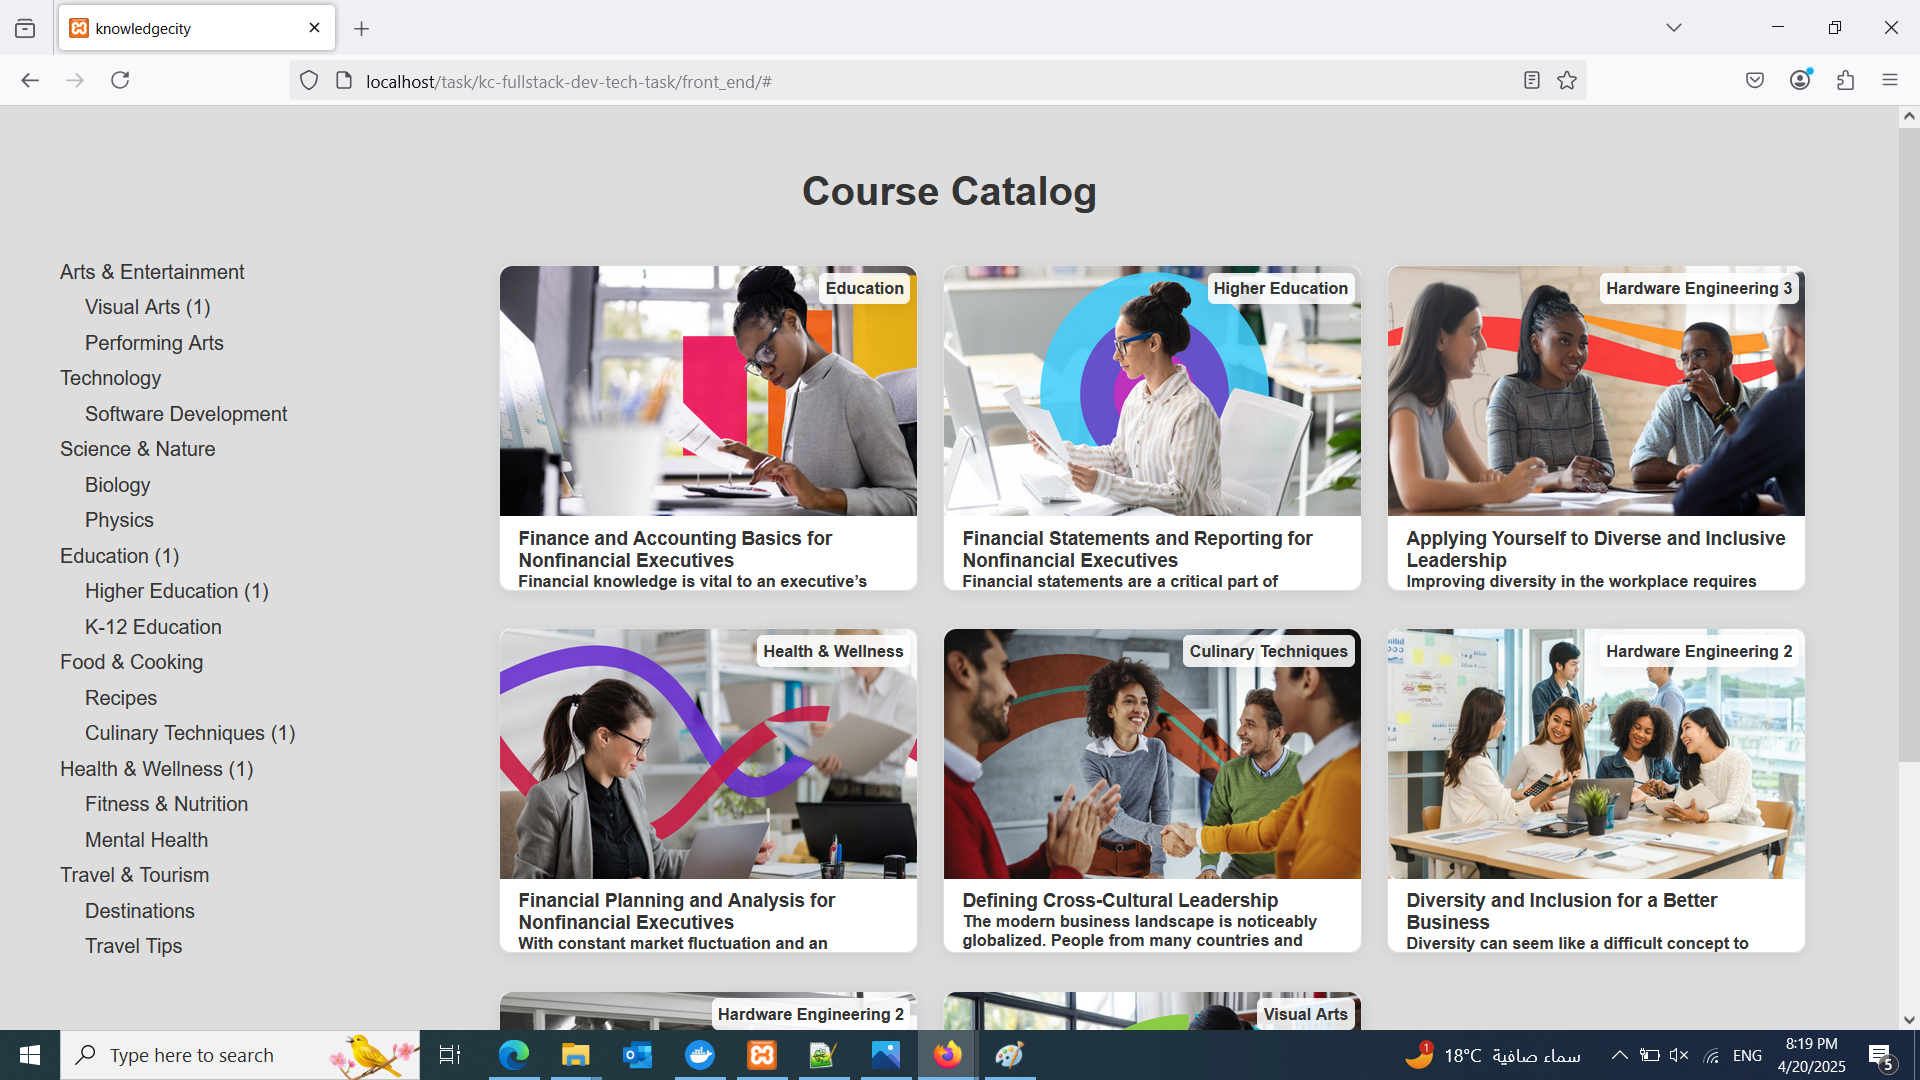 knowledgecity
localhost/task/kc-fullstack-dev-tech-task/front_end/#
Course Catalog
Arts & Entertainment
Visual Arts (1)
Performing Arts
Technology
Software Development
Science & Nature
Biology
Physics
Education (1)
Higher Education (1)
K-12 Education
Food & Cooking
Recipes
Culinary Techniques (1)
Health & Wellness (1)
Fitness & Nutrition
Mental Health
Travel & Tourism
Destinations
Travel Tips
Education
Finance and Accounting Basics for
Nonfinancial Executives
Financial knowledge is vital to an executive’s
Higher Education
Financial Statements and Reporting for
Nonfinancial Executives
Financial statements are a critical part of
Hardware Engineering 3
Applying Yourself to Diverse and Inclusive
Leadership
Improving diversity in the workplace requires
Health & Wellness
Financial Planning and Analysis for
Nonfinancial Executives
With constant market fluctuation and an
Culinary Techniques
Defining Cross-Cultural Leadership
The modern business landscape is noticeably
globalized. People from many countries and
Hardware Engineering 2
Diversity and Inclusion for a Better
Business
Diversity can seem like a difficult concept to
Hardware Engineering 2
Visual Arts
Type here to search
1
18°C سماء صافية
ENG
8:19 PM
4/20/2025
5